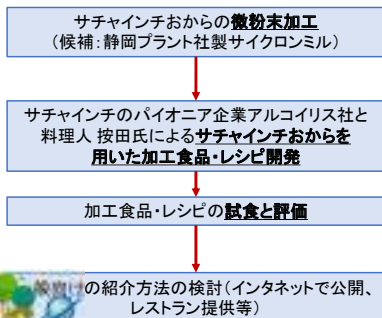 サチャインチおからの微粉末加工
(候補:静岡プラント社製サイクロンミル)
サチャインチのパイオニア企業アルコイリス社と
料理人 按田氏によるサチャインチおからを
用いた加工食品・レシピ開発
加工食品・レシピの試食と評価
の紹介方法の検討(インタネットで公開、
レストラン提供等)